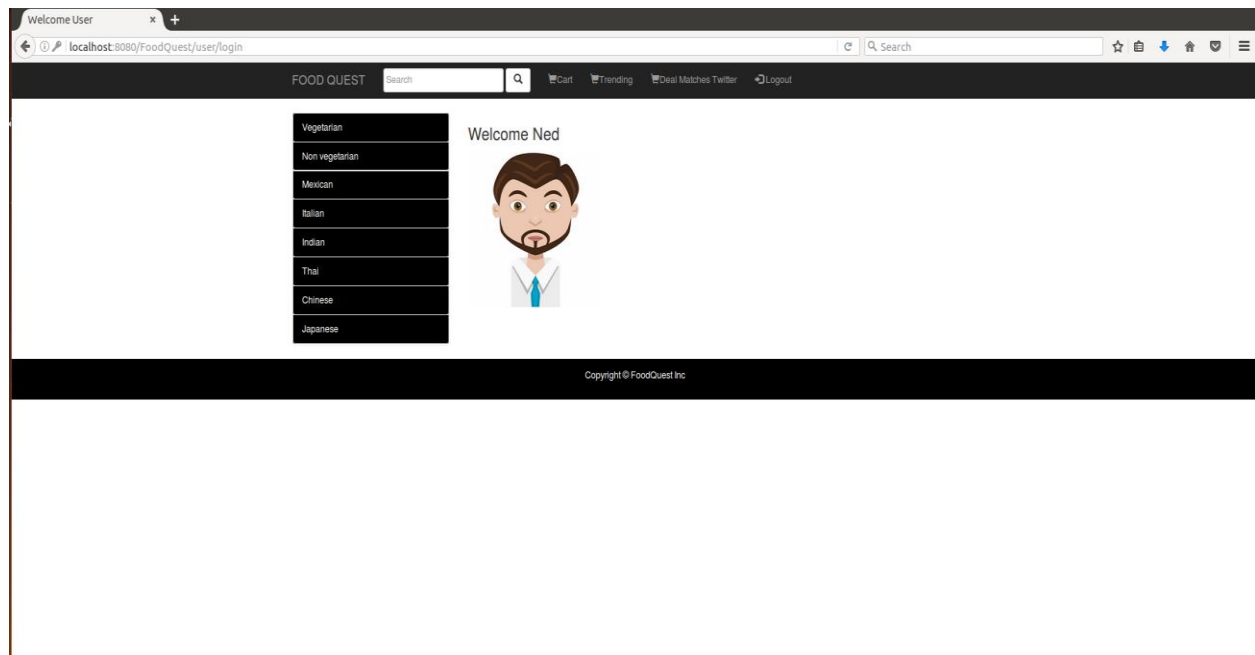 Welcome User
localhost:8080/FoodQuest/user/login
Search
FOOD QUEST Search Cart Trending Deal Matches Twitter Logout
Vegetarian
Non vegetarian
Mexican
Italian
Indian
Thai
Chinese
Japanese
Welcome Ned
Copyright © FoodQuest Inc